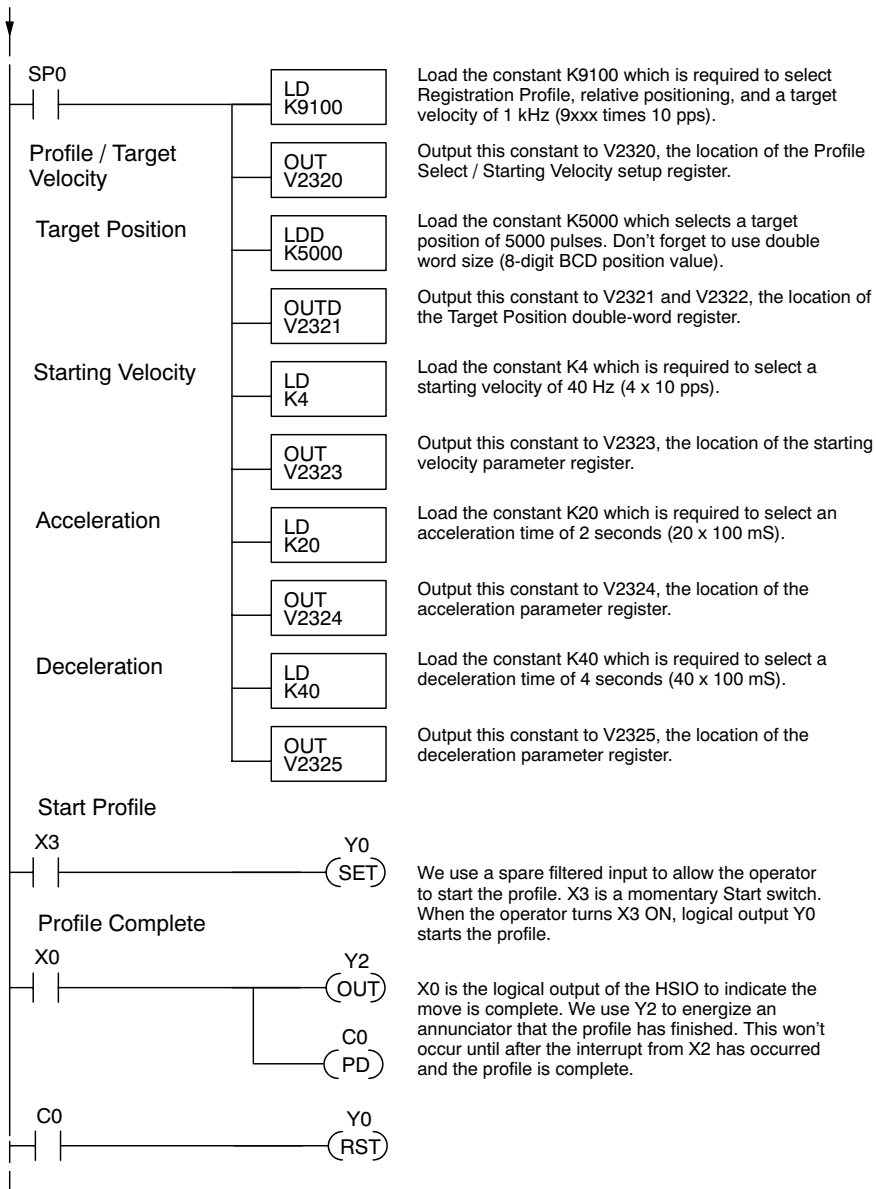 SP0
LD
K9100
Load the constant K9100 which is required to select
Registration Profile, relative positioning, and a target
velocity of 1 kHz (9xxx times 10 pps).
Profile / Target
Velocity
OUT
V2320
Output this constant to V2320, the location of the Profile
Select / Starting Velocity setup register.
Target Position
LDD
K5000
Load the constant K5000 which selects a target
position of 5000 pulses. Don't forget to use double
word size (8-digit BCD position value).
OUTD
V2321
Output this constant to V2321 and V2322, the location of
the Target Position double-word register.
Starting Velocity
LD
K4
Load the constant K4 which is required to select a
starting velocity of 40 Hz (4 x 10 pps).
OUT
V2323
Output this constant to V2323, the location of the starting
velocity parameter register.
Acceleration
LD
K20
Load the constant K20 which is required to select an
acceleration time of 2 seconds (20 x 100 mS).
OUT
V2324
Output this constant to V2324, the location of the
acceleration parameter register.
Deceleration
LD
K40
Load the constant K40 which is required to select a
deceleration time of 4 seconds (40 x 100 mS).
OUT
V2325
Output this constant to V2325, the location of the
deceleration parameter register.
Start Profile
X3
Y0
SET
We use a spare filtered input to allow the operator
to start the profile. X3 is a momentary Start switch.
When the operator turns X3 ON, logical output Y0
starts the profile.
Profile Complete
X0
Y2
OUT
X0 is the logical output of the HSIO to indicate the
move is complete. We use Y2 to energize an
annunciator that the profile has finished. This won't
occur until after the interrupt from X2 has occurred
and the profile is complete.
C0
PD
C0
Y0
RST